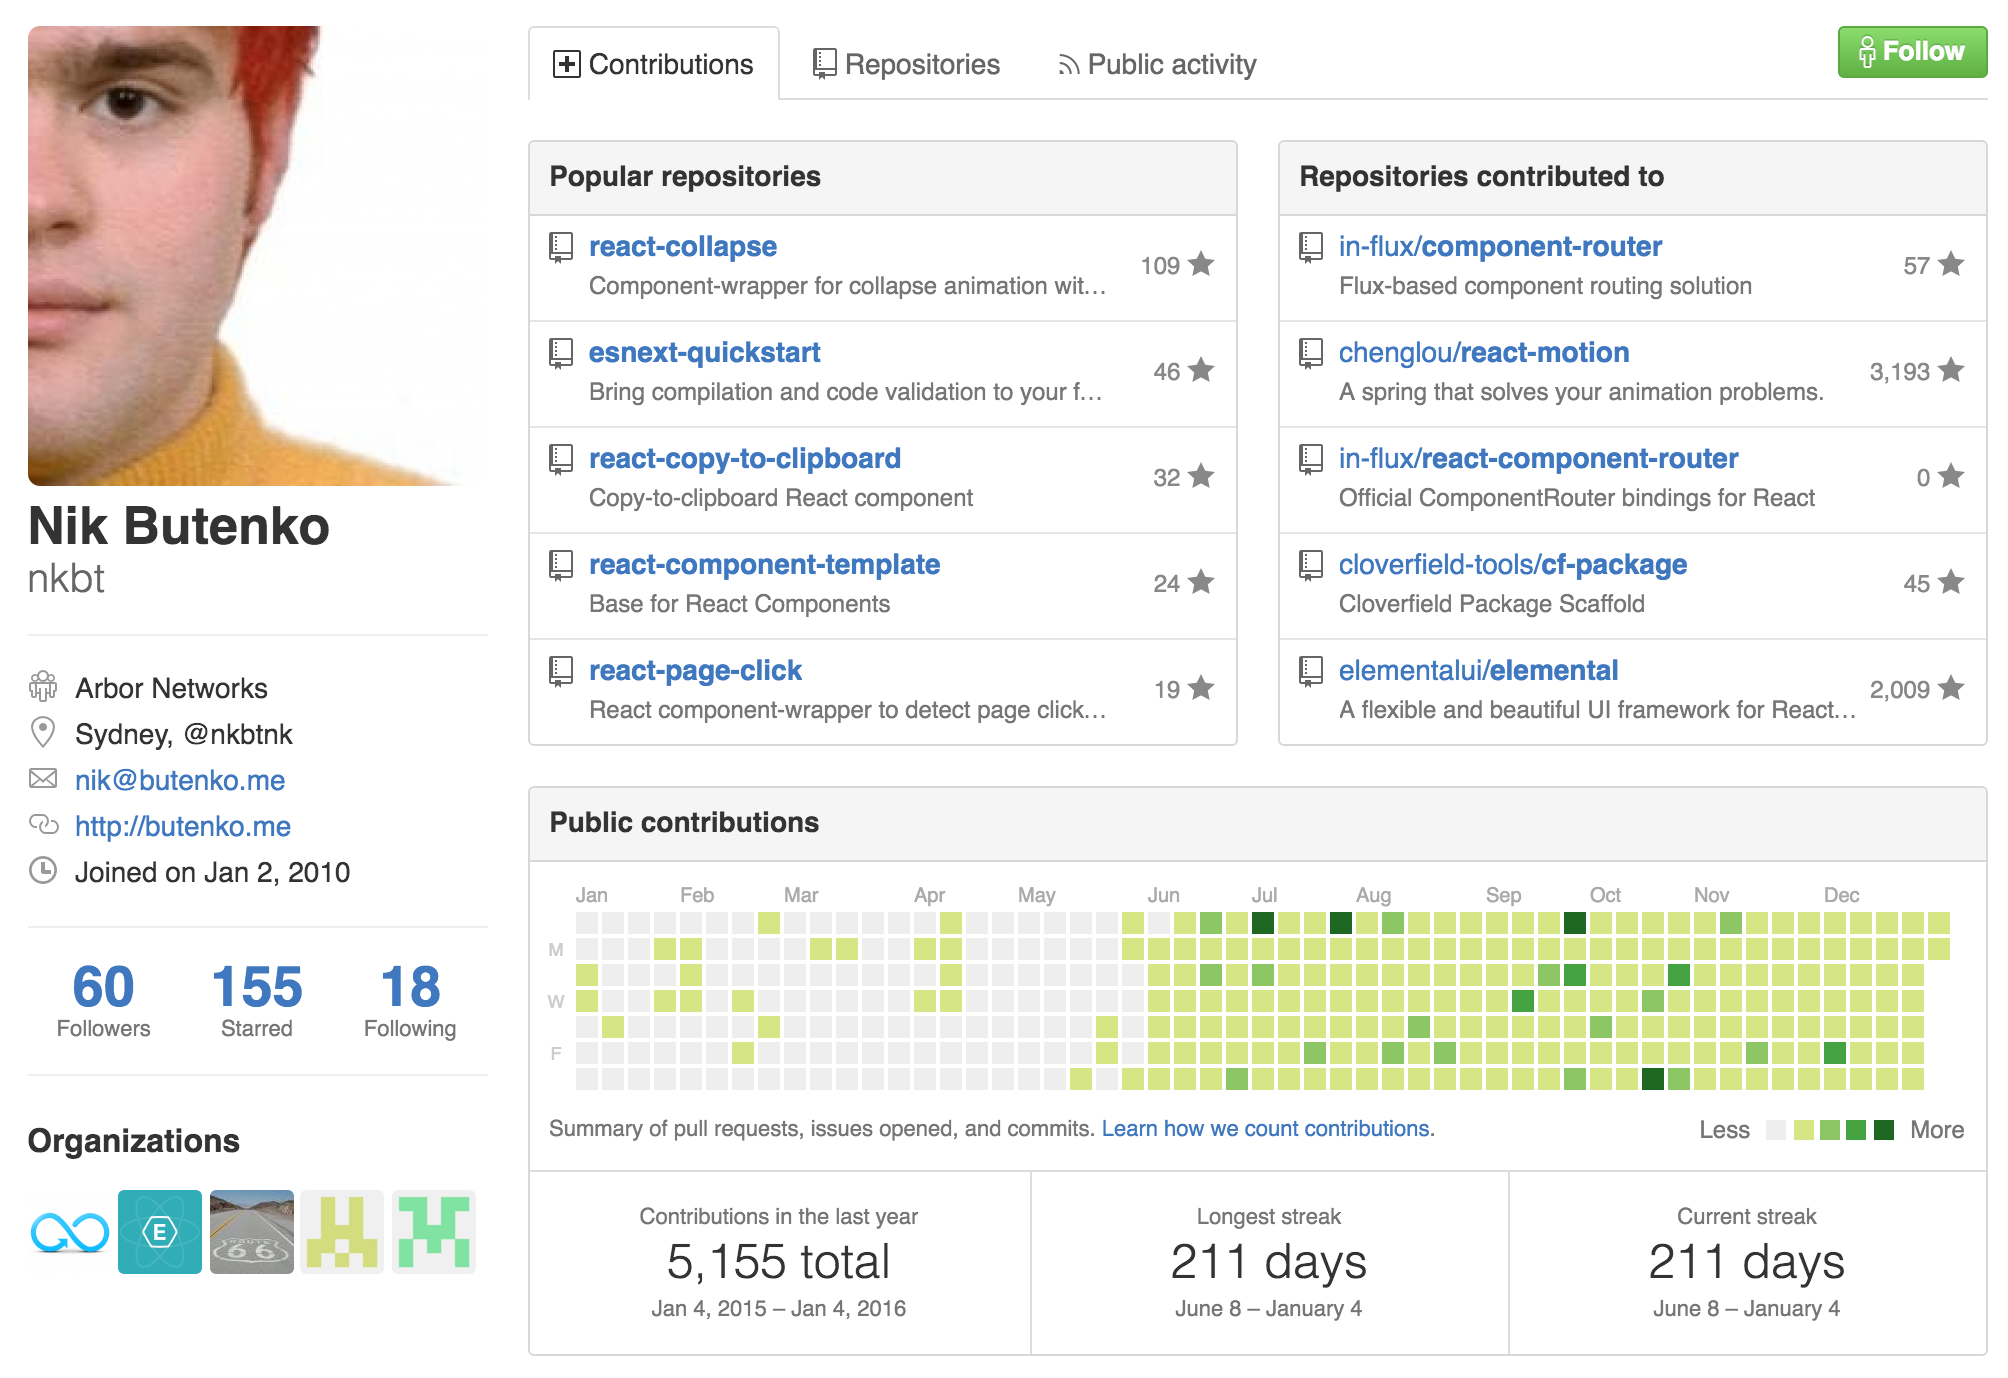 Contributions
Repositories
Public activity
Follow
Nik Butenko
nkbt
Arbor Networks
Sydney, @nkbtnk
nik@butenko.me
http://butenko.me
Joined on Jan 2, 2010
60
Followers
155
Starred
18
Following
Organizations
E
66
Popular repositories
react-collapse
Component-wrapper for collapse animation wit…
109
esnext-quickstart
Bring compilation and code validation to your f…
46
react-copy-to-clipboard
Copy-to-clipboard React component
32
react-component-template
Base for React Components
24
react-page-click
React component-wrapper to detect page click…
19
Repositories contributed to
in-flux/component-router
Flux-based component routing solution
57
chenglou/react-motion
A spring that solves your animation problems.
3,193
in-flux/react-component-router
Official ComponentRouter bindings for React
0
cloverfield-tools/cf-package
Cloverfield Package Scaffold
45
elementalui/elemental
A flexible and beautiful UI framework for React…
2,009
Public contributions
Jan Feb Mar Apr May Jun Jul Aug Sep Oct Nov Dec
M
W
F
Summary of pull requests, issues opened, and commits. Learn how we count contributions.
Less More
Contributions in the last year
5,155 total
Jan 4, 2015 – Jan 4, 2016
Longest streak
211 days
June 8 – January 4
Current streak
211 days
June 8 – January 4